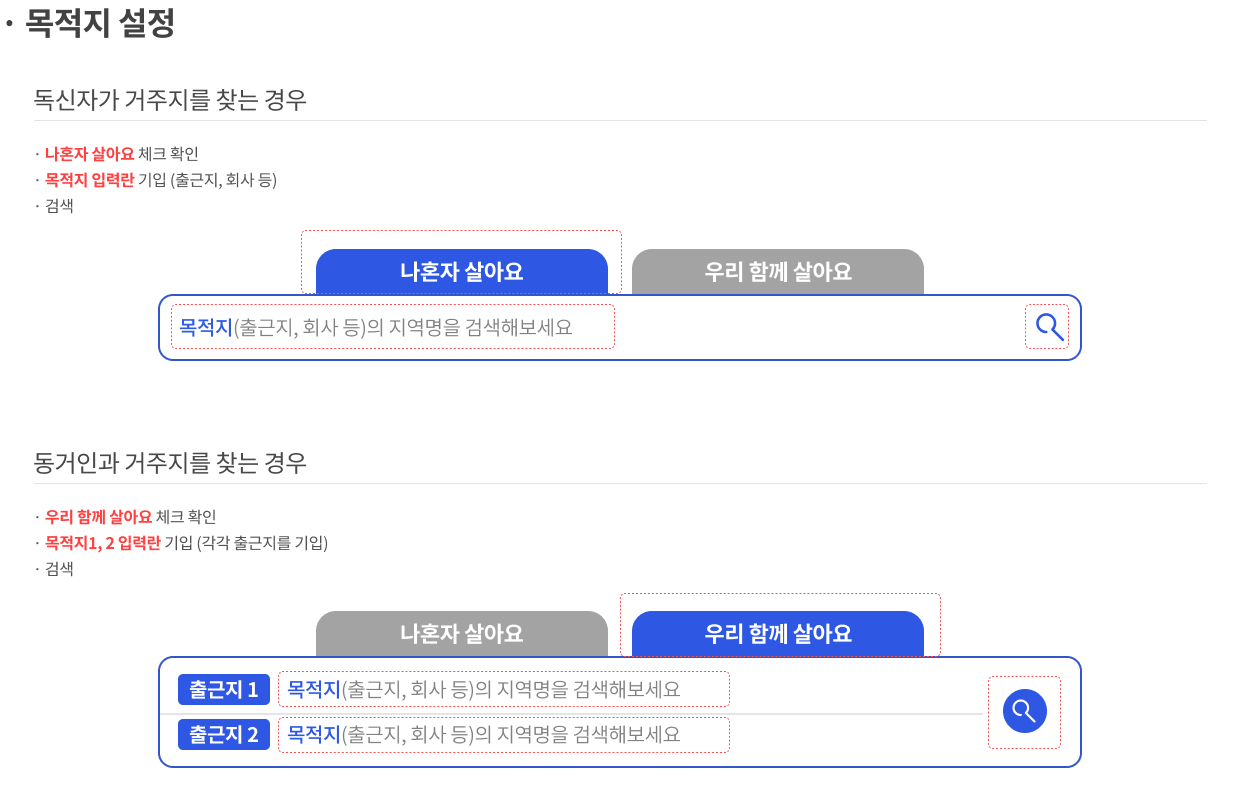 · 목적지 설정
독신자가 거주지를 찾는 경우
· 나혼자 살아요 체크 확인
· 목적지 입력란 기입 (출근지, 회사 등)
· 검색
나혼자 살아요
우리 함께 살아요
목적지(출근지, 회사 등)의 지역명을 검색해보세요
동거인과 거주지를 찾는 경우
· 우리 함께 살아요 체크 확인
· 목적지1, 2 입력란 기입 (각각 출근지를 기입)
· 검색
나혼자 살아요
우리 함께 살아요
출근지 1 목적지(출근지, 회사 등)의 지역명을 검색해보세요
출근지 2 목적지(출근지, 회사 등)의 지역명을 검색해보세요